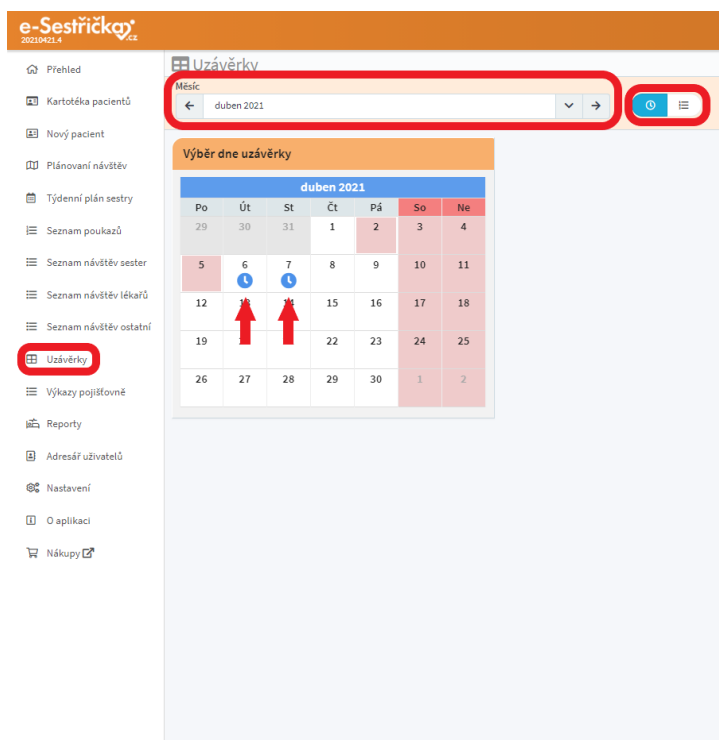 e-Sestřička.cz
20210421.4
Přehled
Kartotéka pacientů
Nový pacient
Plánovaní návštěv
Týdenní plán sestry
Seznam poukazů
Seznam návštěv sester
Seznam návštěv lékařů
Seznam návštěv ostatní
Uzávěrky
Výkazy pojišťovně
Reporty
Adresář uživatelů
Nastavení
O aplikaci
Nákupy
Uzávěrky
Měsíc
duben 2021
Výběr dne uzávěrky
duben 2021
Po Út St Čt Pá So Ne
29 30 31 1 2 3 4
5 6 7 8 9 10 11
12 13 14 15 16 17 18
19 22 23 24 25
26 27 28 29 30 1 2